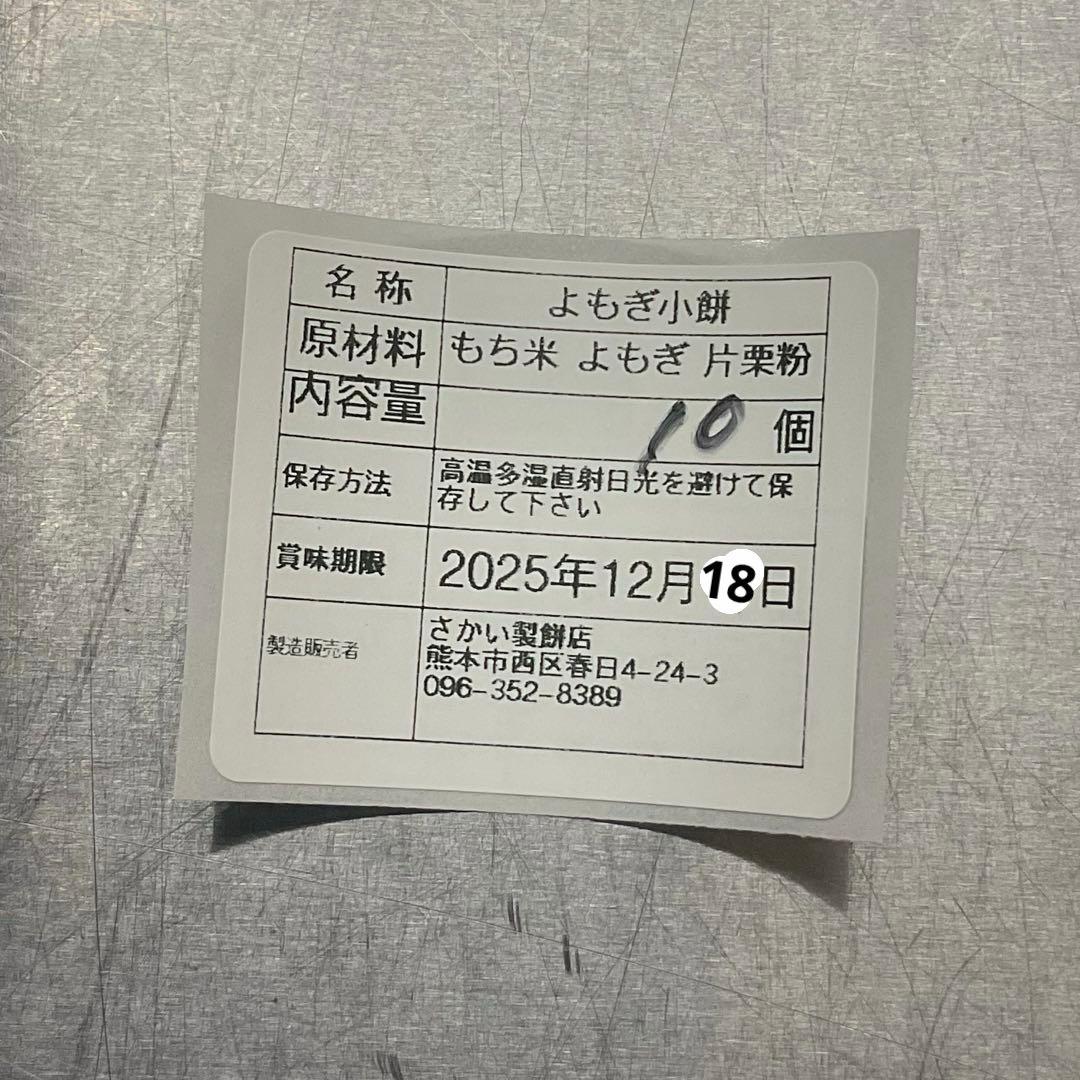 名 称 よもぎ小餅
原材料 もち米 よもぎ 片栗粉
内容量 10 個
保存方法 高温多湿直射日光を避けて保
存して下さい
賞味期限 2025年12月18日
製造販売者 さかい製餅店
熊本市西区春日4-24-3
096-352-8389